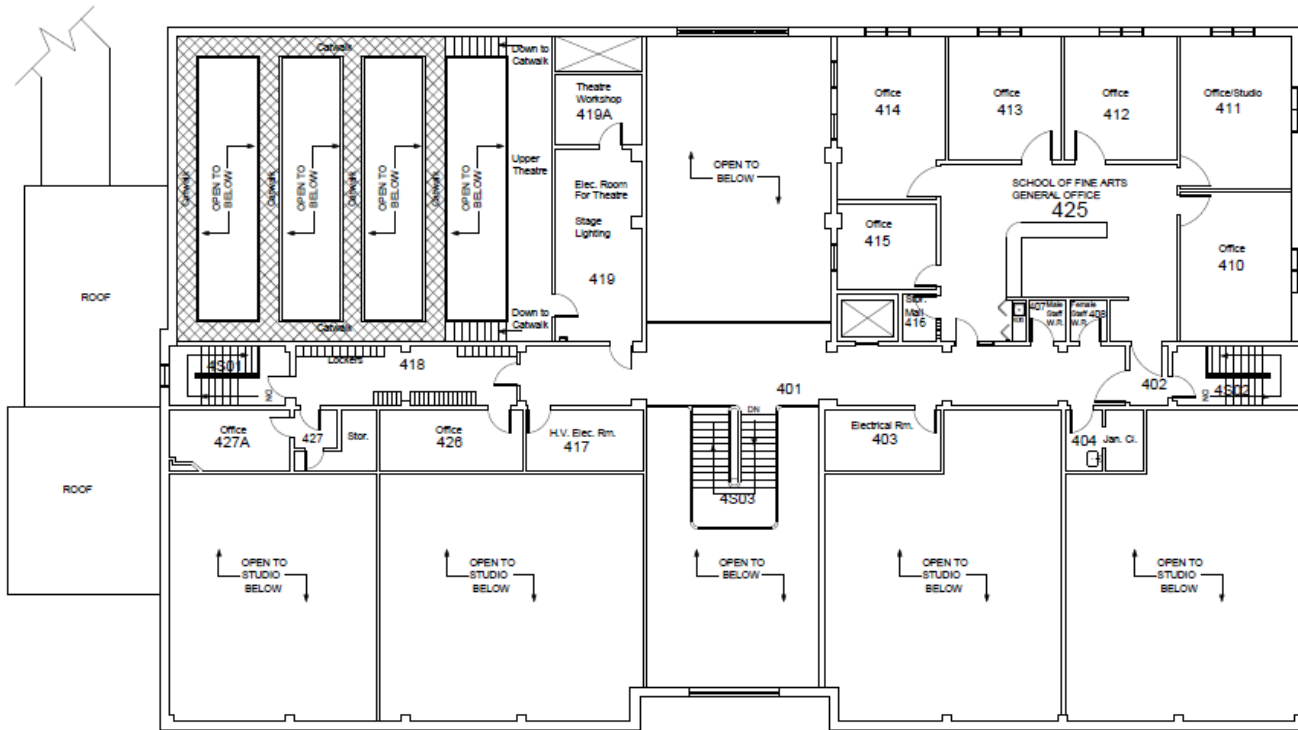 Catwalk
Down to
Catwalk
Theatre
Workshop
419A
Office
414
Office
413
Office
412
Office/Studio
411
Catwalk
OPEN TO
BELOW
Catwalk
OPEN TO
BELOW
Catwalk
OPEN TO
BELOW
Catwalk
OPEN TO
BELOW
Upper
Theatre
OPEN TO
BELOW
Elec. Room
For Theatre
Stage
Lighting
419
SCHOOL OF FINE ARTS
GENERAL OFFICE
425
Office
415
Office
410
ROOF
Down to
Catwalk
Catwalk
Stor.
Mail
416
407 Male
Staff
W.R.
Female
Staff 408
W.R.
4S01
DN
Lockers
418
401
402
4S02
DN
Office
427A
427
Stor.
Office
426
H.V. Elec. Rm.
417
DN
4S03
Electrical Rm.
403
404
Jan. Cl.
ROOF
OPEN TO
STUDIO
BELOW
OPEN TO
STUDIO
BELOW
OPEN TO
BELOW
OPEN TO
STUDIO
BELOW
OPEN TO
STUDIO
BELOW